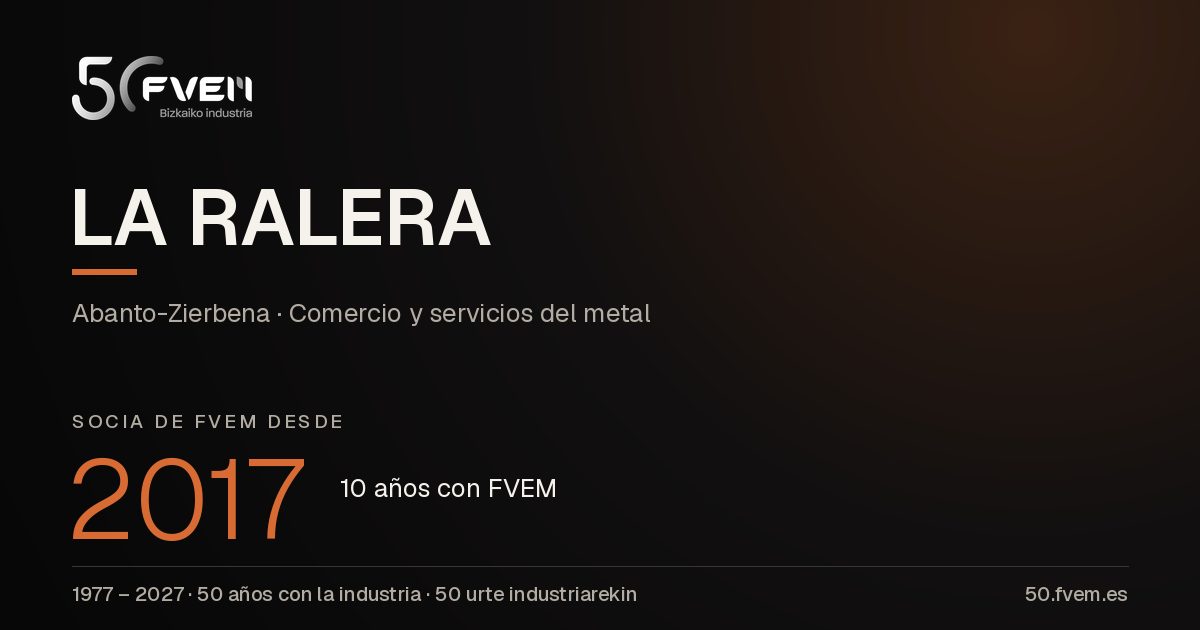 50 FVEM
Bizkaiko industria
LA RALERA
Abanto-Zierbena · Comercio y servicios del metal
SOCIA DE FVEM DESDE
2017
10 años con FVEM
1977 – 2027 · 50 años con la industria · 50 urte industriarekin
50.fvem.es